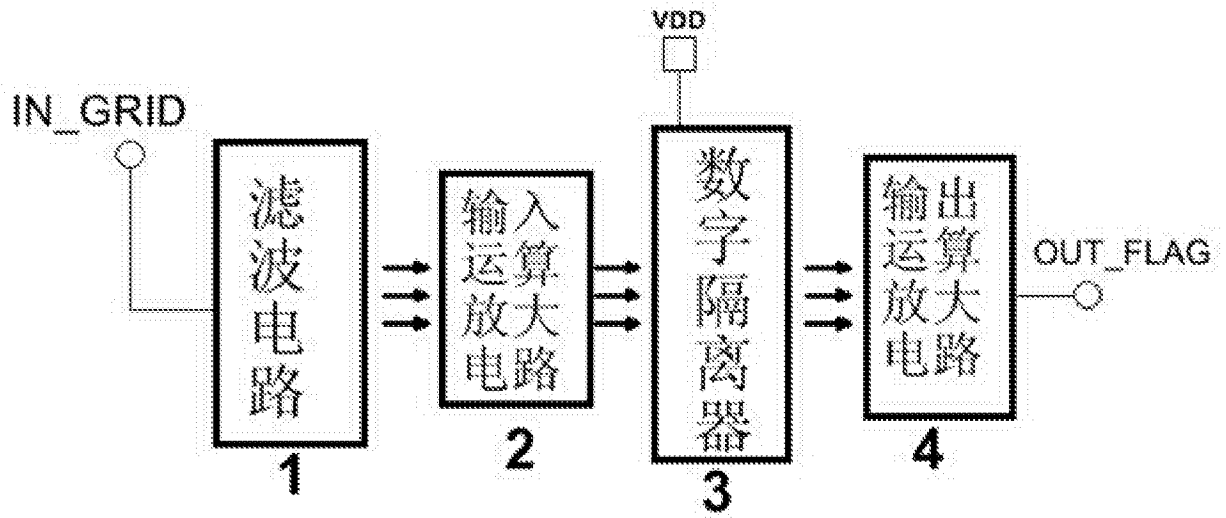 VDD
IN_GRID
滤
波
电
路
1
输入
运算
放大
电路
2
数
字
隔
离
器
3
输出
运算
放大
电路
4
OUT_FLAG